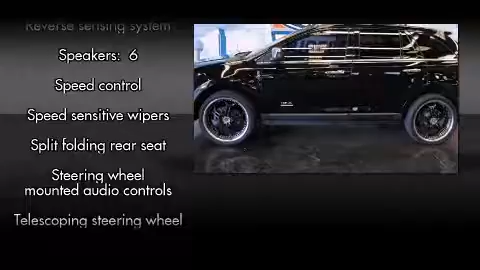 Reverse sensing system
Speakers: 6
Speed control
Speed sensitive wipers
Split folding rear seat
Steering wheel
mounted audio controls
Telescoping steering wheel